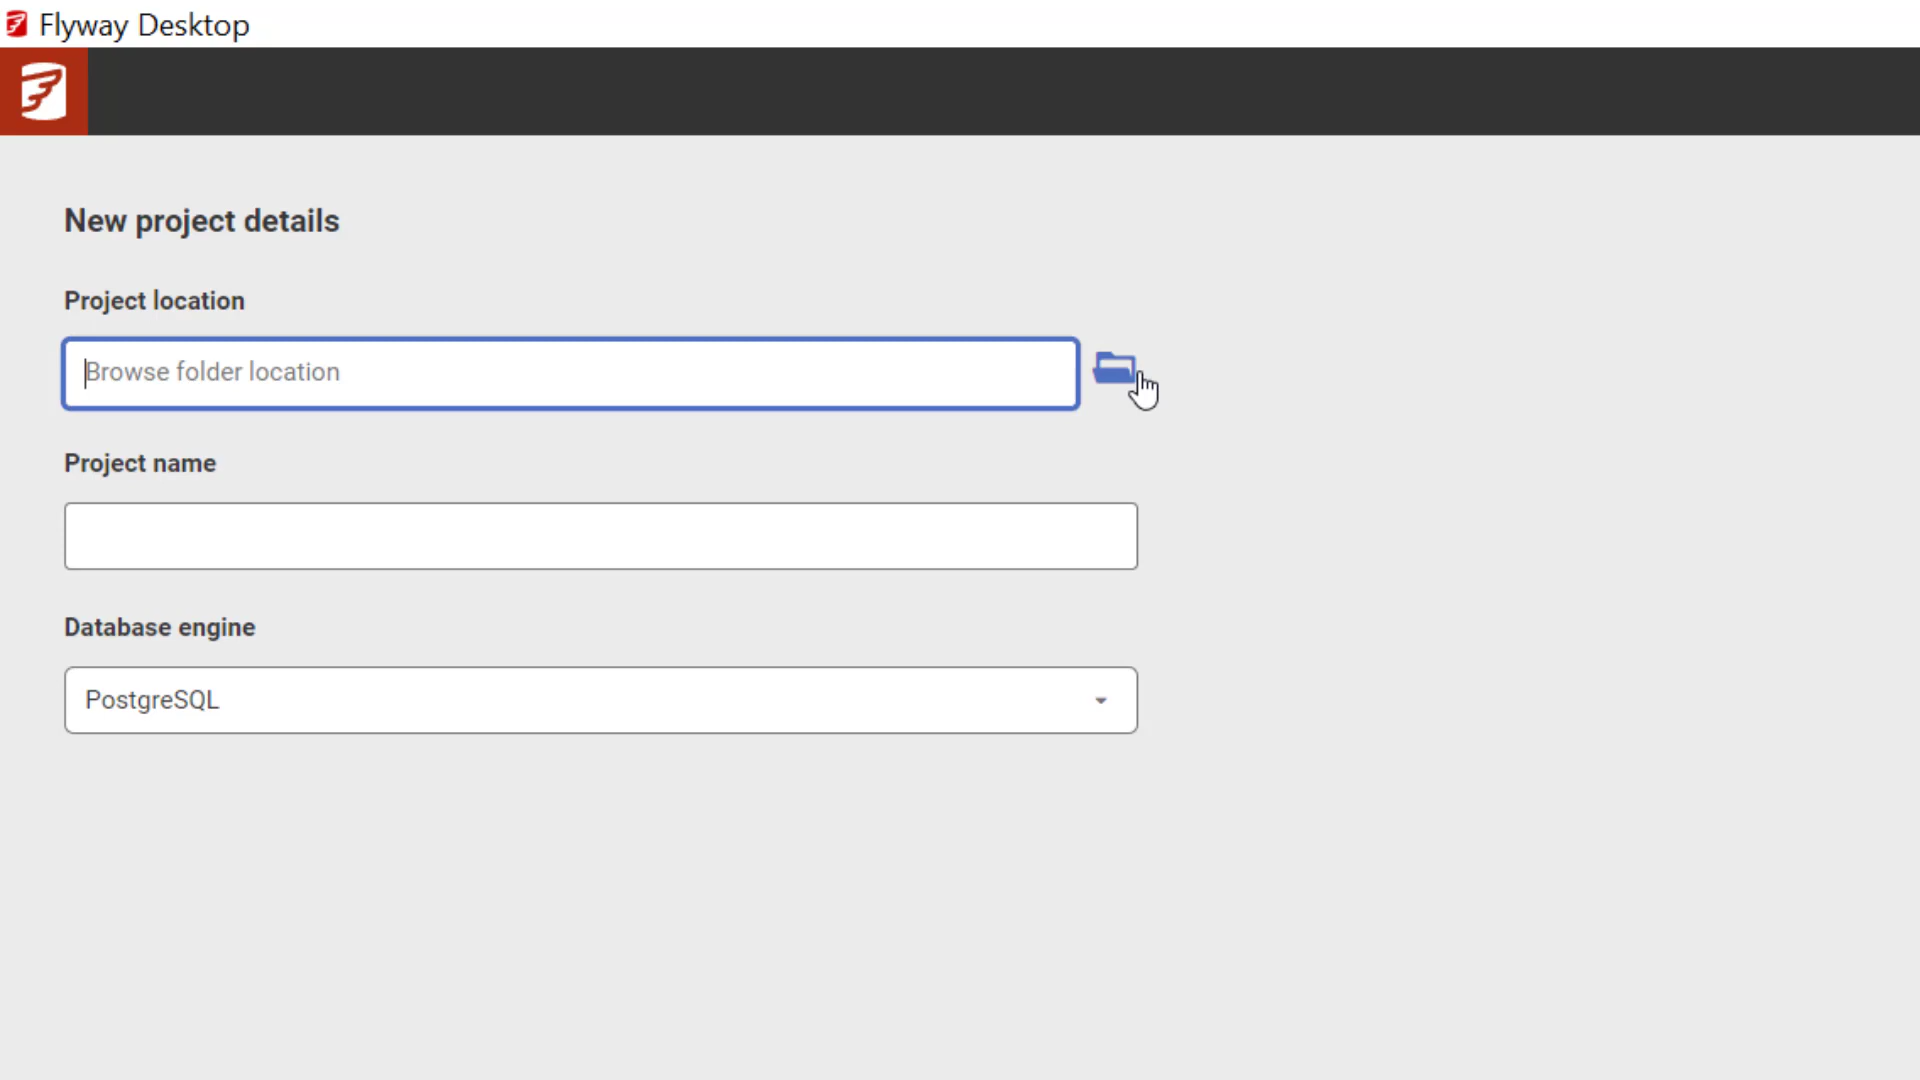 Flyway Desktop
New project details
Project location
Browse folder location
Project name
Database engine
PostgreSQL